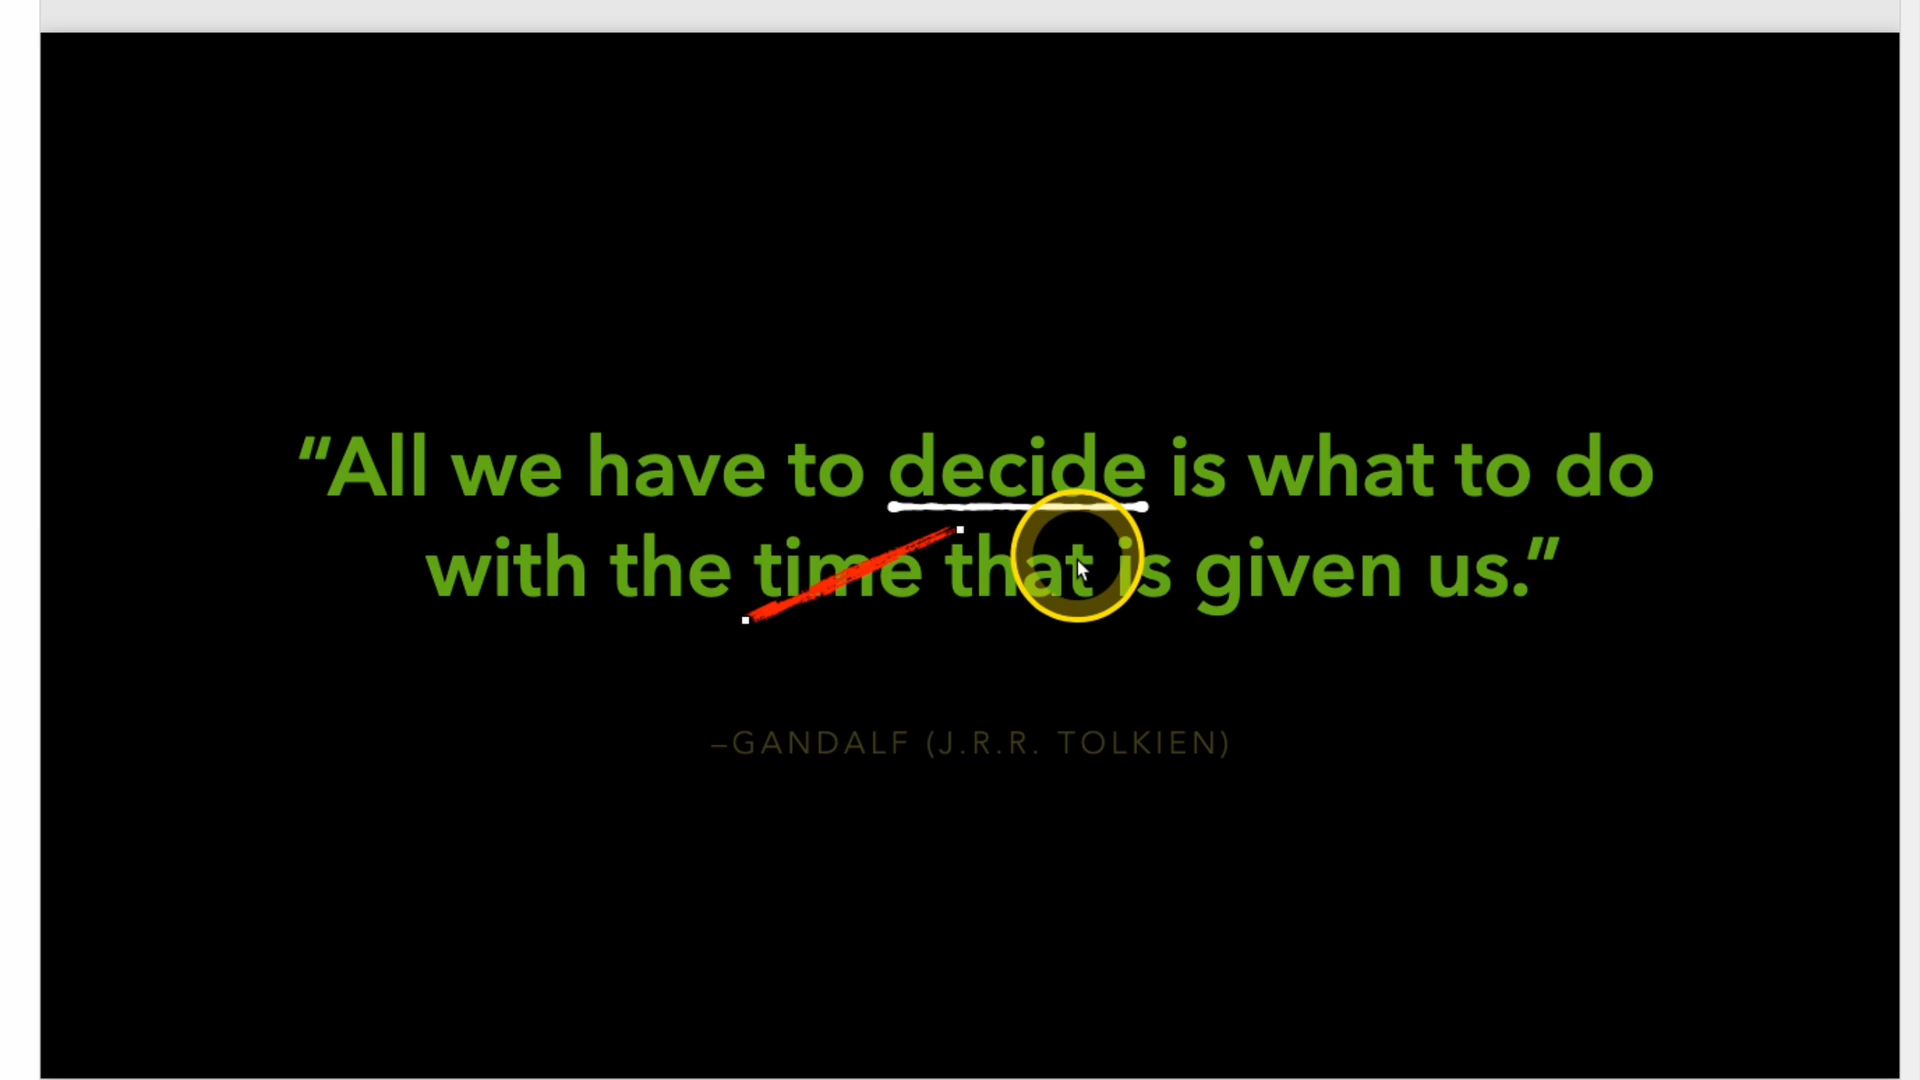 “All we have to decide is what to do
with the time that is given us.”
–GANDALF (J.R.R. TOLKIEN)